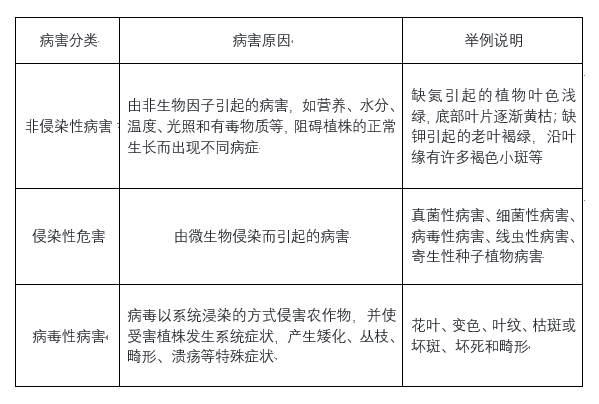 病害分类
病害原因
举例说明
非侵染性病害
由非生物因子引起的病害，如营养、水分、
温度、光照和有毒物质等，阻碍植株的正常
生长而出现不同病症
缺氮引起的植物叶色浅
绿，底部叶片逐渐黄枯；缺
钾引起的老叶褐绿，沿叶
缘有许多褐色小斑等
侵染性危害
由微生物侵染而引起的病害
真菌性病害、细菌性病害、
病毒性病害、线虫性病害、
寄生性种子植物病害
病毒性病害
病毒以系统浸染的方式侵害农作物，并使
受害植株发生系统症状，产生矮化、丛枝、
畸形、溃疡等特殊症状
花叶、变色、叶纹、枯斑或
坏斑、坏死和畸形